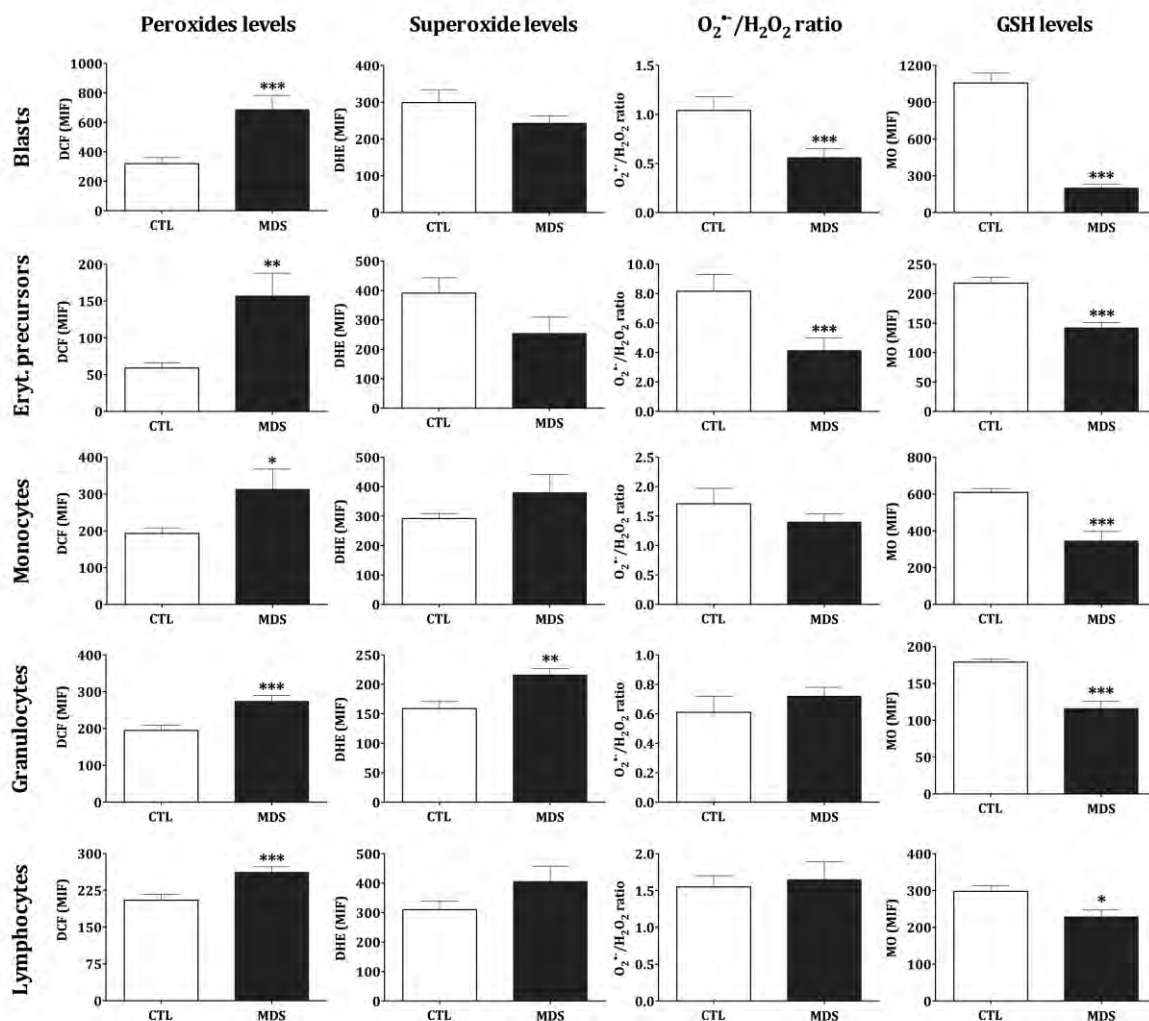 Peroxides levels Superoxide levels O₂•⁻/H₂O₂ ratio GSH levels
Blasts
DCF (MIF) 1000 800 600 400 200 0 *** CTL MDS
DHE (MIF) 400 300 200 100 0 CTL MDS
O₂•⁻/H₂O₂ ratio 1.5 1.0 0.5 0.0 *** CTL MDS
MO (MIF) 1200 900 600 300 0 *** CTL MDS
Eryt. precursors
DCF (MIF) 200 150 100 50 0 ** CTL MDS
DHE (MIF) 500 400 300 200 100 0 CTL MDS
O₂•⁻/H₂O₂ ratio 10.0 8.0 6.0 4.0 2.0 0.0 *** CTL MDS
MO (MIF) 250 200 150 100 50 0 *** CTL MDS
Monocytes
DCF (MIF) 400 300 200 100 0 * CTL MDS
DHE (MIF) 500 400 300 200 100 0 CTL MDS
O₂•⁻/H₂O₂ ratio 2.5 2.0 1.5 1.0 0.5 0.0 CTL MDS
MO (MIF) 800 600 400 200 0 *** CTL MDS
Granulocytes
DCF (MIF) 400 300 200 100 0 *** CTL MDS
DHE (MIF) 250 200 150 100 50 0 ** CTL MDS
O₂•⁻/H₂O₂ ratio 1.0 0.8 0.6 0.4 0.2 0.0 CTL MDS
MO (MIF) 200 150 100 50 0 *** CTL MDS
Lymphocytes
DCF (MIF) 300 225 150 75 0 *** CTL MDS
DHE (MIF) 500 400 300 200 100 0 CTL MDS
O₂•⁻/H₂O₂ ratio 2.0 1.5 1.0 0.5 0.0 CTL MDS
MO (MIF) 400 300 200 100 0 * CTL MDS